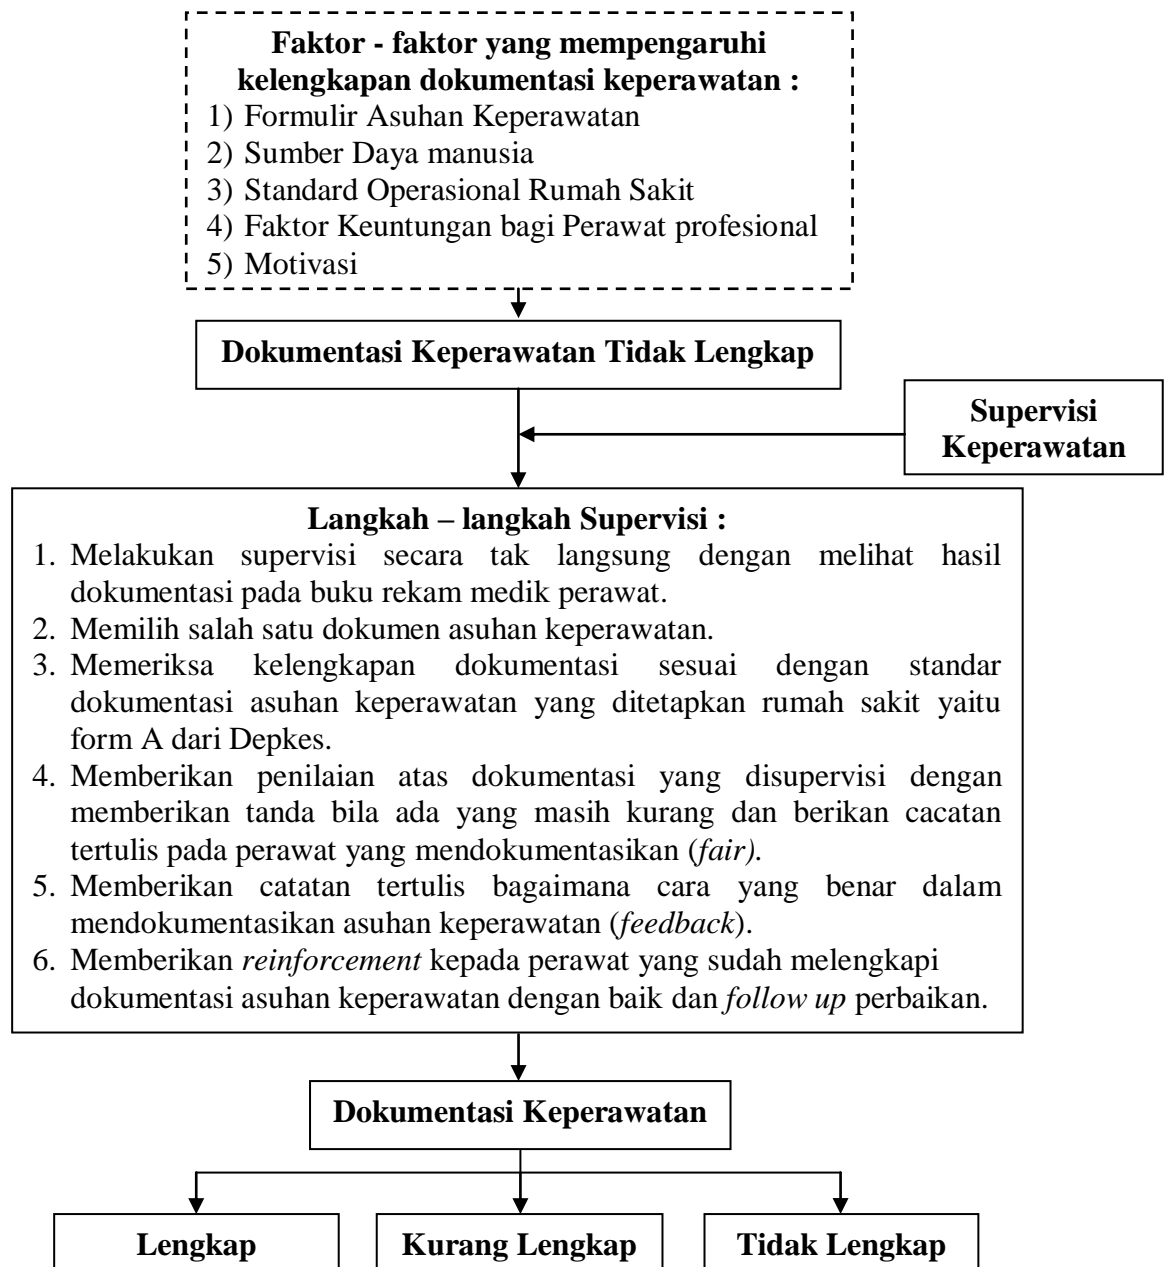 Faktor - faktor yang mempengaruhi
kelengkapan dokumentasi keperawatan :
1) Formulir Asuhan Keperawatan
2) Sumber Daya manusia
3) Standard Operasional Rumah Sakit
4) Faktor Keuntungan bagi Perawat profesional
5) Motivasi
Dokumentasi Keperawatan Tidak Lengkap
Supervisi
Keperawatan
Langkah – langkah Supervisi :
1. Melakukan supervisi secara tak langsung dengan melihat hasil
dokumentasi pada buku rekam medik perawat.
2. Memilih salah satu dokumen asuhan keperawatan.
3. Memeriksa kelengkapan dokumentasi sesuai dengan standar
dokumentasi asuhan keperawatan yang ditetapkan rumah sakit yaitu
form A dari Depkes.
4. Memberikan penilaian atas dokumentasi yang disupervisi dengan
memberikan tanda bila ada yang masih kurang dan berikan cacatan
tertulis pada perawat yang mendokumentasikan (fair).
5. Memberikan catatan tertulis bagaimana cara yang benar dalam
mendokumentasikan asuhan keperawatan (feedback).
6. Memberikan reinforcement kepada perawat yang sudah melengkapi
dokumentasi asuhan keperawatan dengan baik dan follow up perbaikan.
Dokumentasi Keperawatan
Lengkap
Kurang Lengkap
Tidak Lengkap